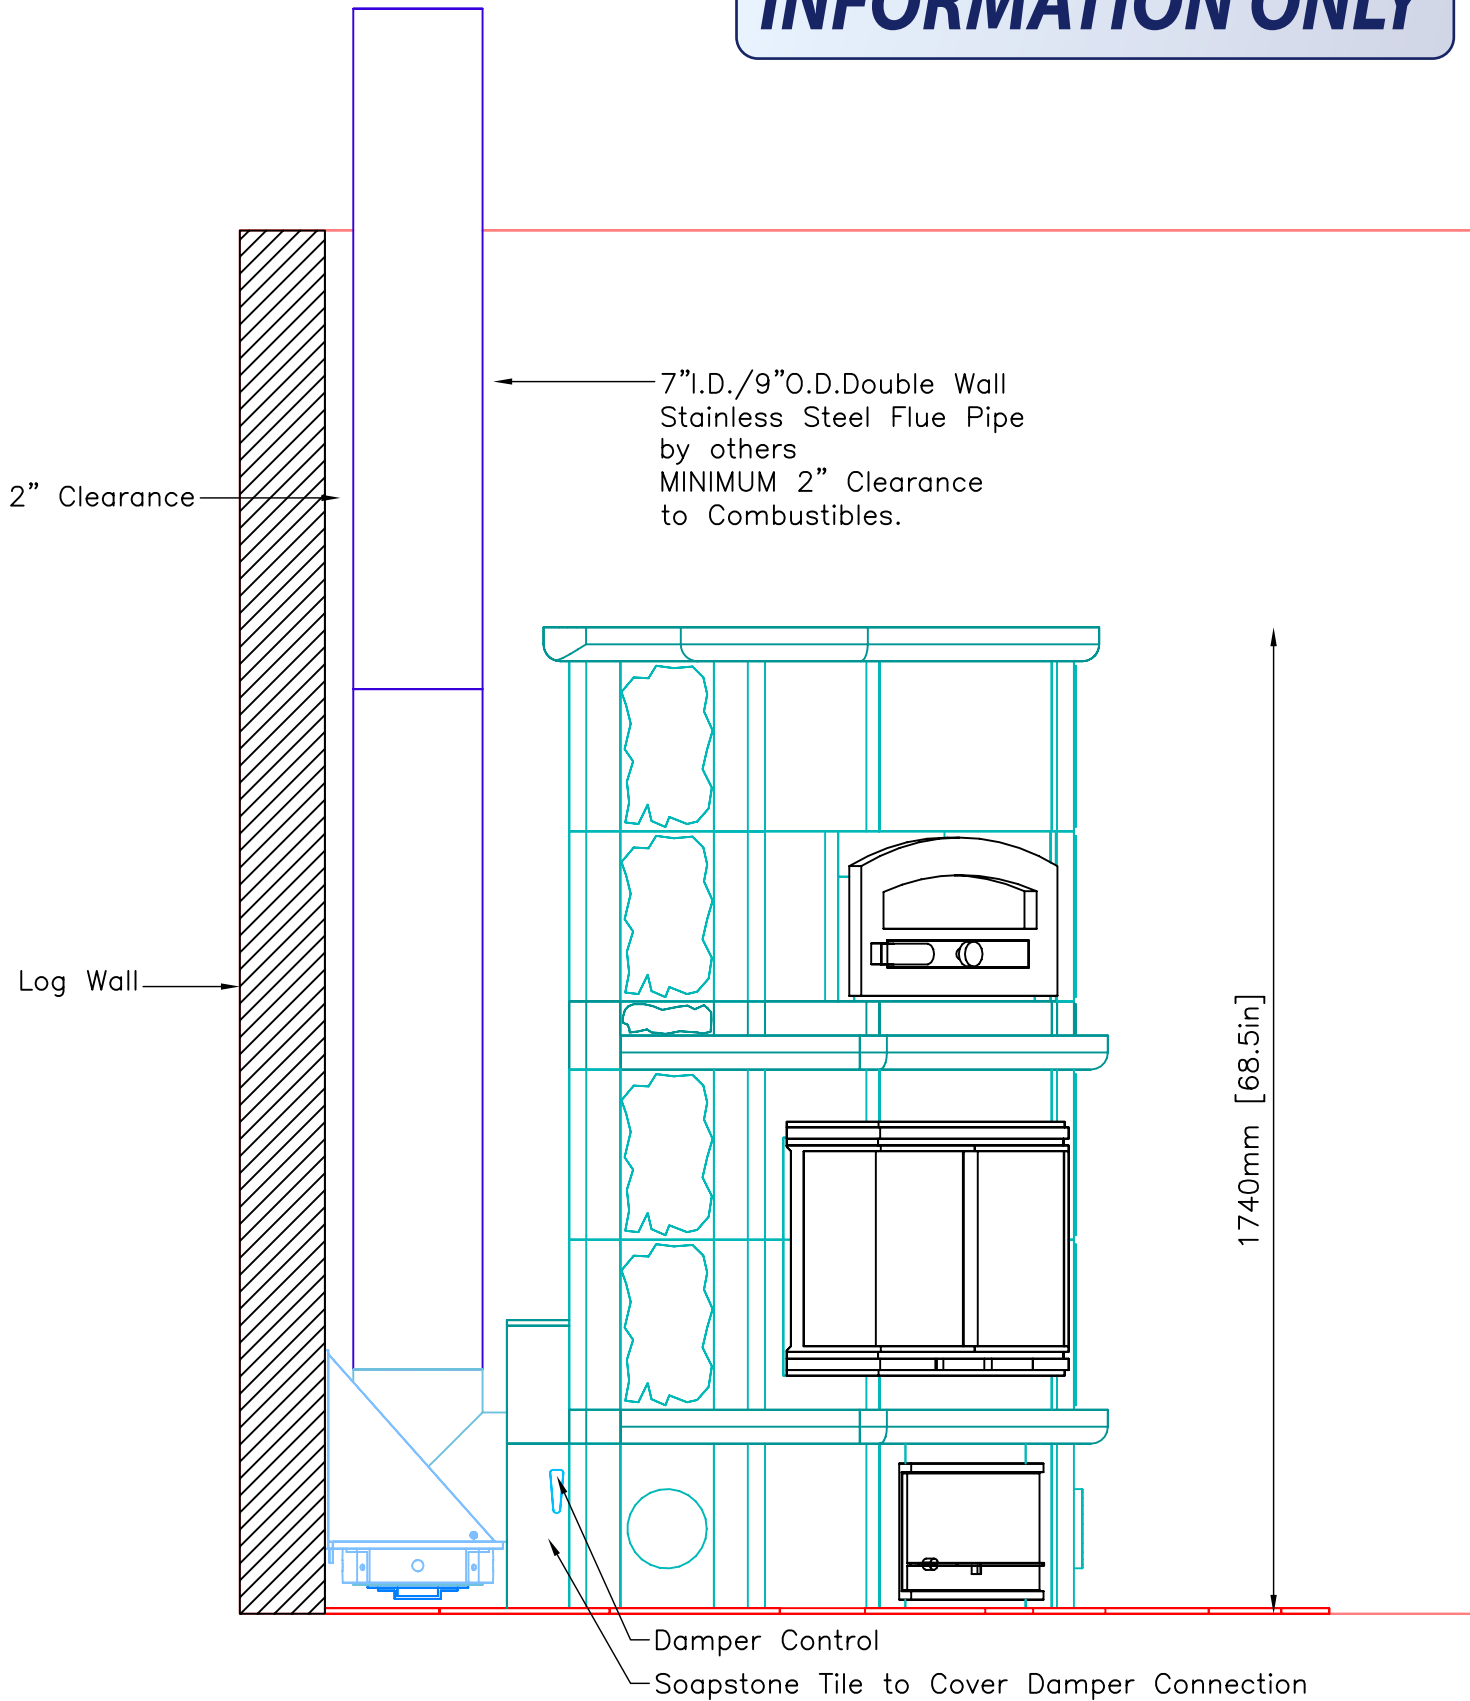 INFORMATION ONLY
7”I.D./9”O.D.Double Wall
Stainless Steel Flue Pipe
by others
MINIMUM 2” Clearance
to Combustibles.
2” Clearance
Log Wall
1740mm [68.5in]
Damper Control
Soapstone Tile to Cover Damper Connection